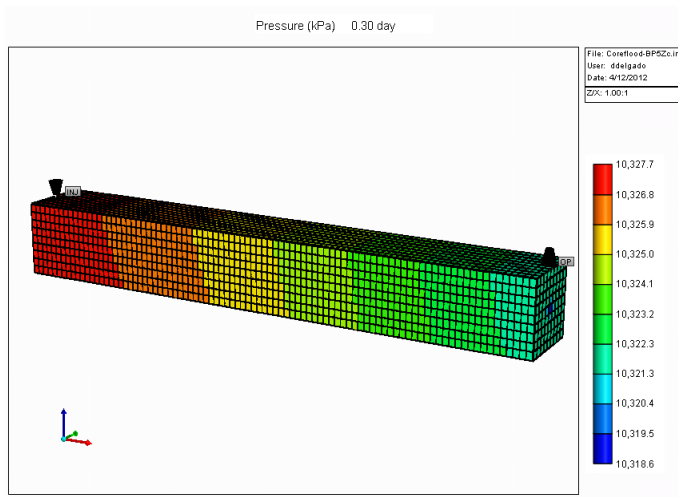 Pressure (kPa) 0.30 day
File: Coreflood-BP5Zc.ir
User: ddelgado
Date: 4/12/2012
Z/X: 1.00:1
INJ
OP
10,327.7
10,326.8
10,325.9
10,325.0
10,324.1
10,323.2
10,322.3
10,321.3
10,320.4
10,319.5
10,318.6